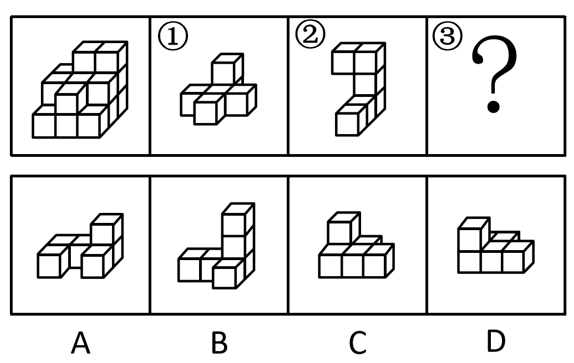 ① ② ③ ?
A B C D